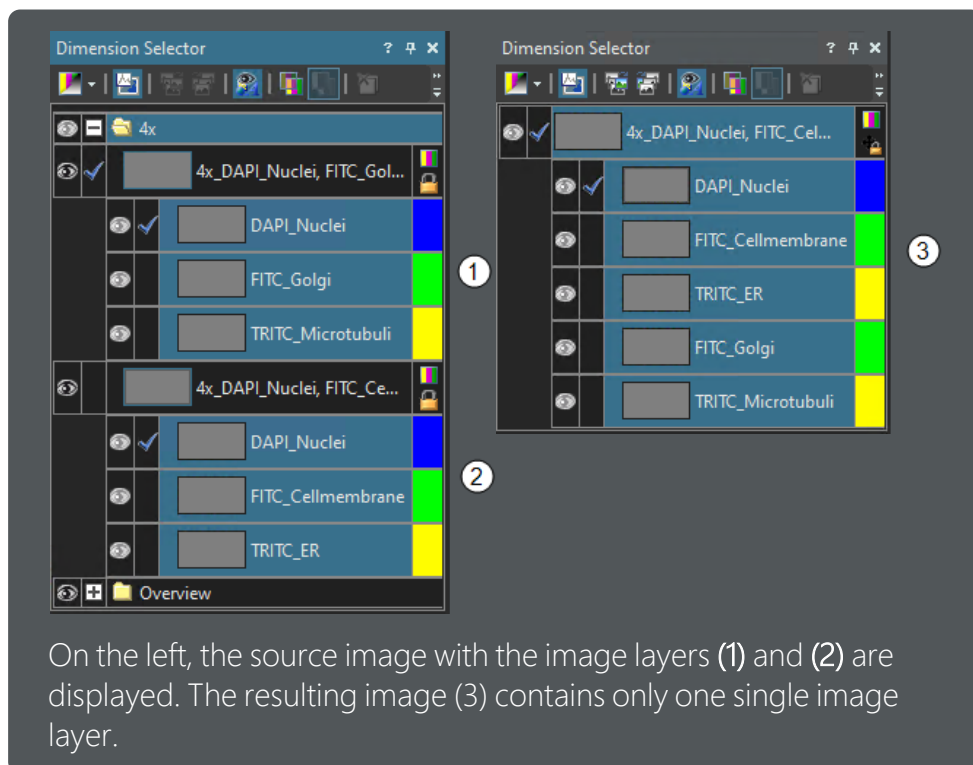 Dimension Selector
4x
4x_DAPI_Nuclei, FITC_Gol...
DAPI_Nuclei
FITC_Golgi
TRITC_Microtubuli
1
4x_DAPI_Nuclei, FITC_Ce...
DAPI_Nuclei
FITC_Cellmembrane
TRITC_ER
2
Overview
Dimension Selector
4x_DAPI_Nuclei, FITC_Cel...
DAPI_Nuclei
FITC_Cellmembrane
TRITC_ER
FITC_Golgi
TRITC_Microtubuli
3
On the left, the source image with the image layers (1) and (2) are
displayed. The resulting image (3) contains only one single image
layer.